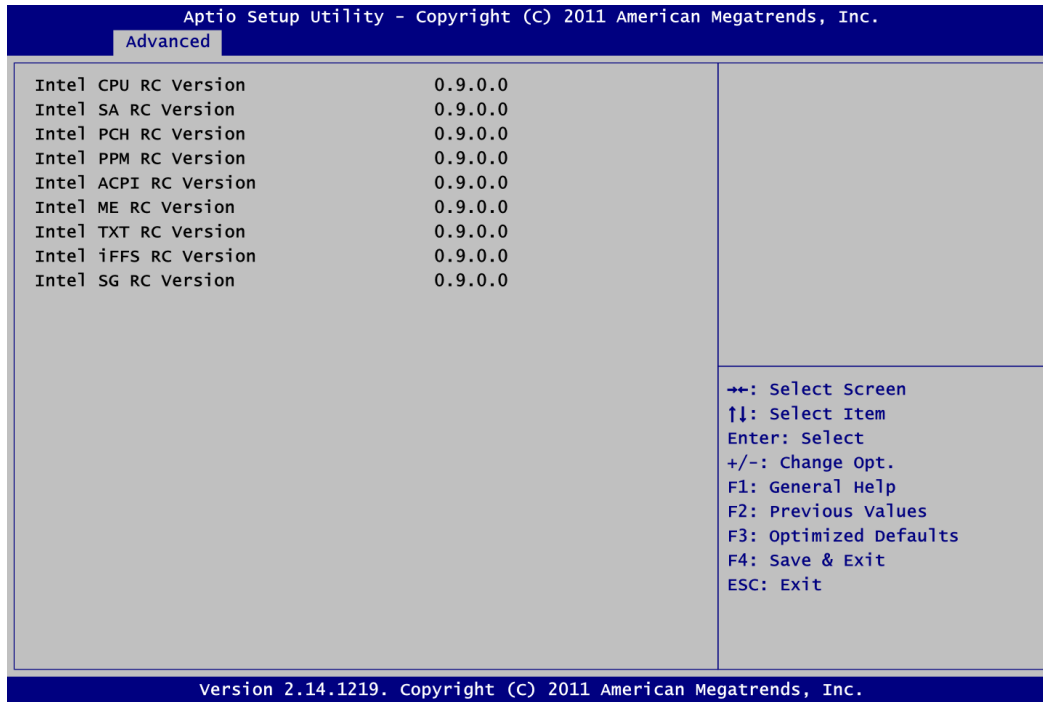 Aptio Setup Utility - Copyright (C) 2011 American Megatrends, Inc.
Advanced
Intel CPU RC Version 0.9.0.0
Intel SA RC Version 0.9.0.0
Intel PCH RC Version 0.9.0.0
Intel PPM RC Version 0.9.0.0
Intel ACPI RC Version 0.9.0.0
Intel ME RC Version 0.9.0.0
Intel TXT RC Version 0.9.0.0
Intel iFFS RC Version 0.9.0.0
Intel SG RC Version 0.9.0.0
→←: Select Screen
↑↓: Select Item
Enter: Select
+/-: Change Opt.
F1: General Help
F2: Previous Values
F3: Optimized Defaults
F4: Save & Exit
ESC: Exit
Version 2.14.1219. Copyright (C) 2011 American Megatrends, Inc.